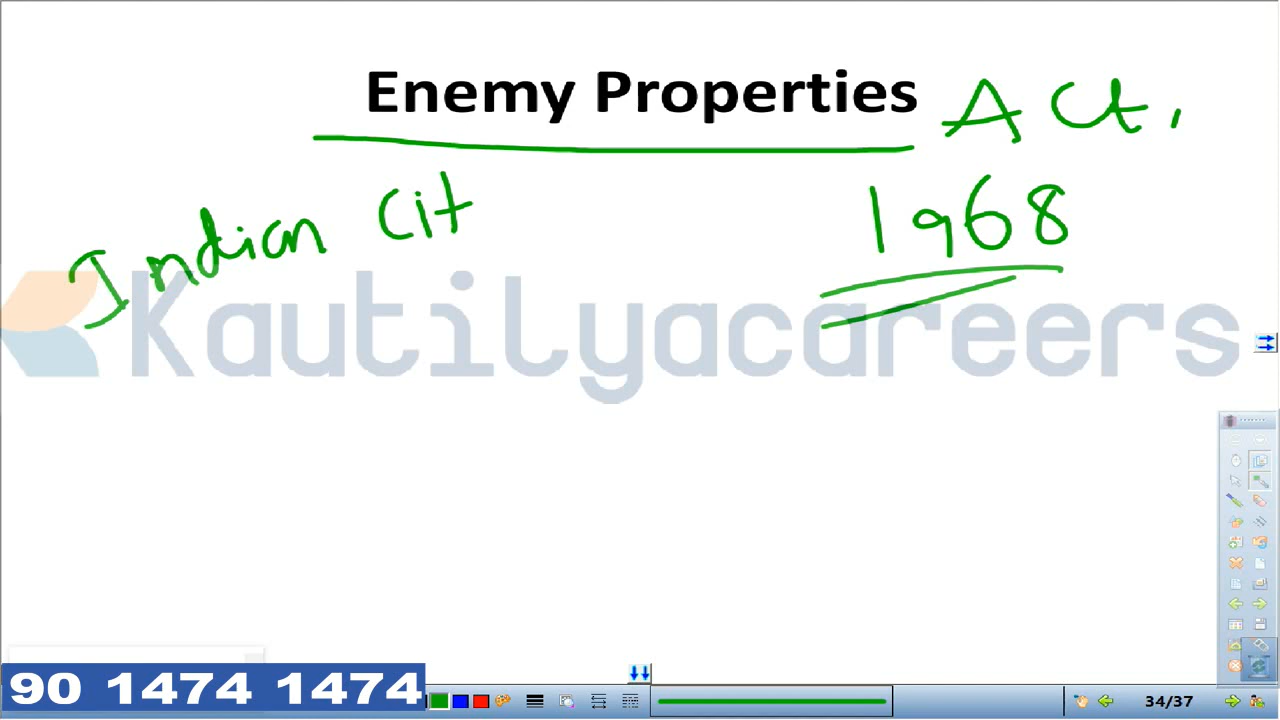 Enemy Properties Act.
1968
Indian Cit
Kautilyacareers
90 1474 1474
34/37